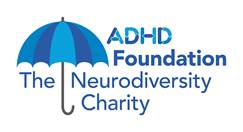 ADHD
Foundation
The Neurodiversity
Charity